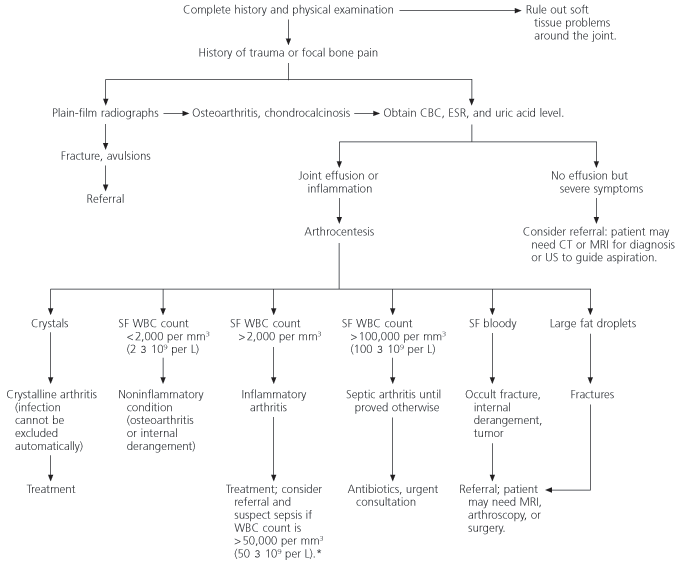 Complete history and physical examination
Rule out soft
tissue problems
around the joint.
History of trauma or focal bone pain
Plain-film radiographs
Osteoarthritis, chondrocalcinosis
Obtain CBC, ESR, and uric acid level.
Fracture, avulsions
Referral
Joint effusion or
inflammation
No effusion but
severe symptoms
Arthrocentesis
Consider referral: patient may
need CT or MRI for diagnosis
or US to guide aspiration.
Crystals
SF WBC count
<2,000 per mm³
(2 3 10⁹ per L)
SF WBC count
>2,000 per mm³
SF WBC count
>100,000 per mm³
(100 3 10⁹ per L)
SF bloody
Large fat droplets
Crystalline arthritis
(infection
cannot be
excluded
automatically)
Noninflammatory
condition
(osteoarthritis
or internal
derangement)
Inflammatory
arthritis
Septic arthritis until
proved otherwise
Occult fracture,
internal
derangement,
tumor
Fractures
Treatment
Treatment; consider
referral and
suspect sepsis if
WBC count is
>50,000 per mm³
(50 3 10⁹ per L).*
Antibiotics, urgent
consultation
Referral; patient
may need MRI,
arthroscopy, or
surgery.